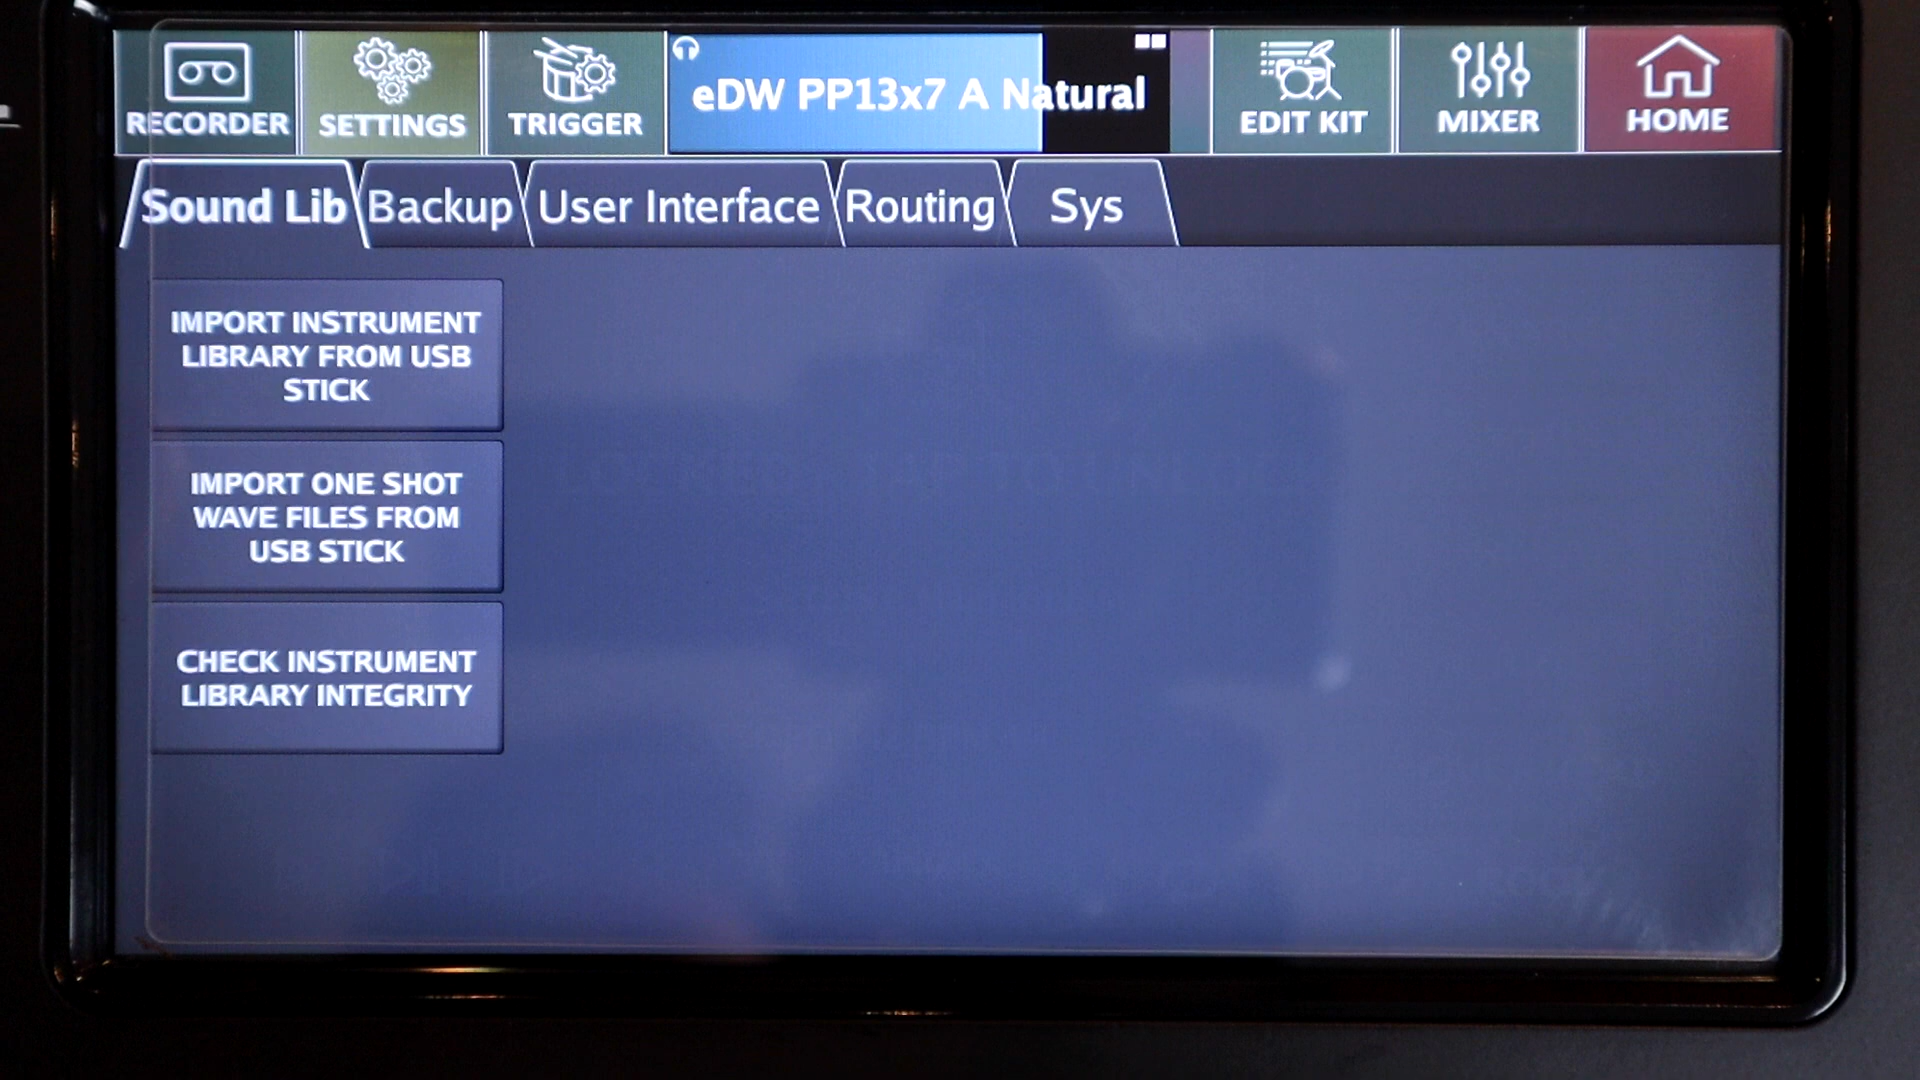 RECORDER
SETTINGS
TRIGGER
eDW PP13x7 A Natural
EDIT KIT
MIXER
HOME
Sound Lib
Backup
User Interface
Routing
Sys
IMPORT INSTRUMENT
LIBRARY FROM USB
STICK
IMPORT ONE SHOT
WAVE FILES FROM
USB STICK
CHECK INSTRUMENT
LIBRARY INTEGRITY